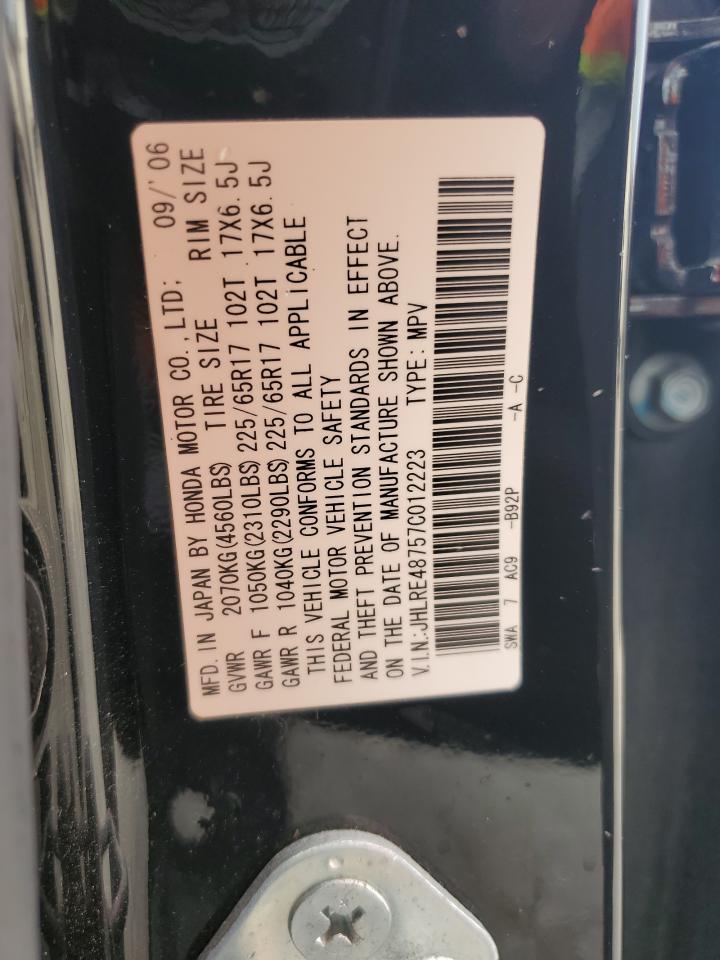 MFD. IN JAPAN BY HONDA MOTOR CO.,LTD; 09/'06
GVWR 2070KG(4560LBS) TIRE SIZE RIM SIZE
GAWR F 1050KG(2310LBS) 225/65R17 102T 17X6.5J
GAWR R 1040KG(2290LBS) 225/65R17 102T 17X6.5J
THIS VEHICLE CONFORMS TO ALL APPLICABLE
FEDERAL MOTOR VEHICLE SAFETY
AND THEFT PREVENTION STANDARDS IN EFFECT
ON THE DATE OF MANUFACTURE SHOWN ABOVE.
V.I.N.:JHLRE48757C012223 TYPE:MPV
SWA 7 AC9 -B92P -A -C